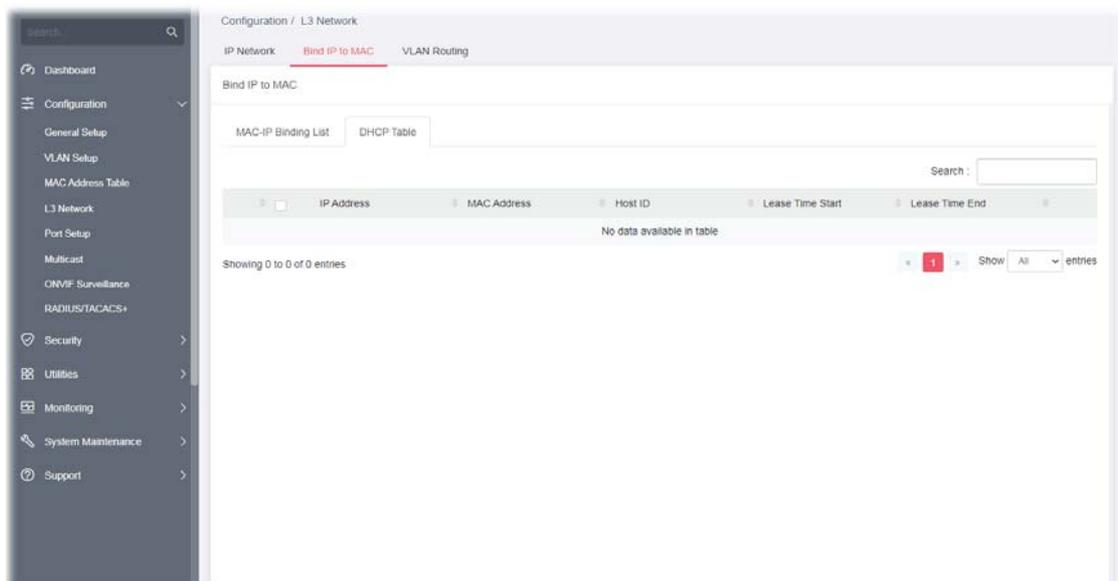 Search...
Dashboard
Configuration
General Setup
VLAN Setup
MAC Address Table
L3 Network
Port Setup
Multicast
ONVIF Surveillance
RADIUS/TACACS+
Security
Utilities
Monitoring
System Maintenance
Support
Configuration / L3 Network
IP Network Bind IP to MAC VLAN Routing
Bind IP to MAC
MAC-IP Binding List DHCP Table
Search :
IP Address MAC Address Host ID Lease Time Start Lease Time End
No data available in table
Showing 0 to 0 of 0 entries « 1 » Show All entries